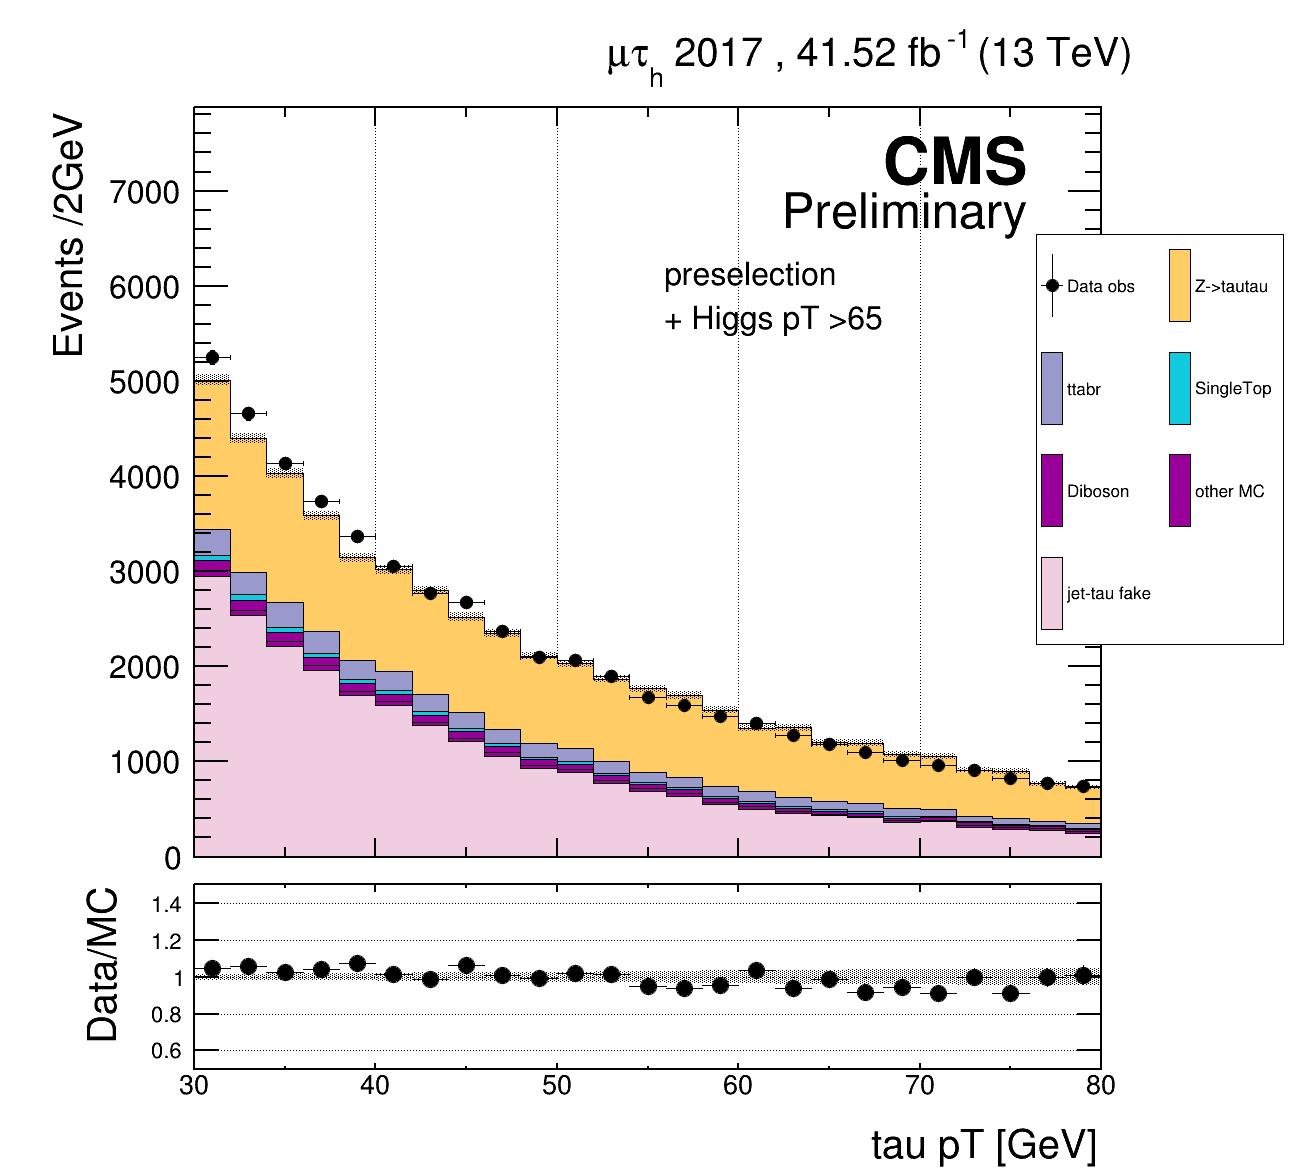 μτh 2017 , 41.52 fb-1 (13 TeV)
Events /2GeV
7000
6000
5000
4000
3000
2000
1000
0
CMS
Preliminary
preselection
+ Higgs pT >65
Data obs
Z->tautau
ttabr
SingleTop
Diboson
other MC
jet-tau fake
Data/MC
1.4
1.2
1
0.8
0.6
30 40 50 60 70 80
tau pT [GeV]